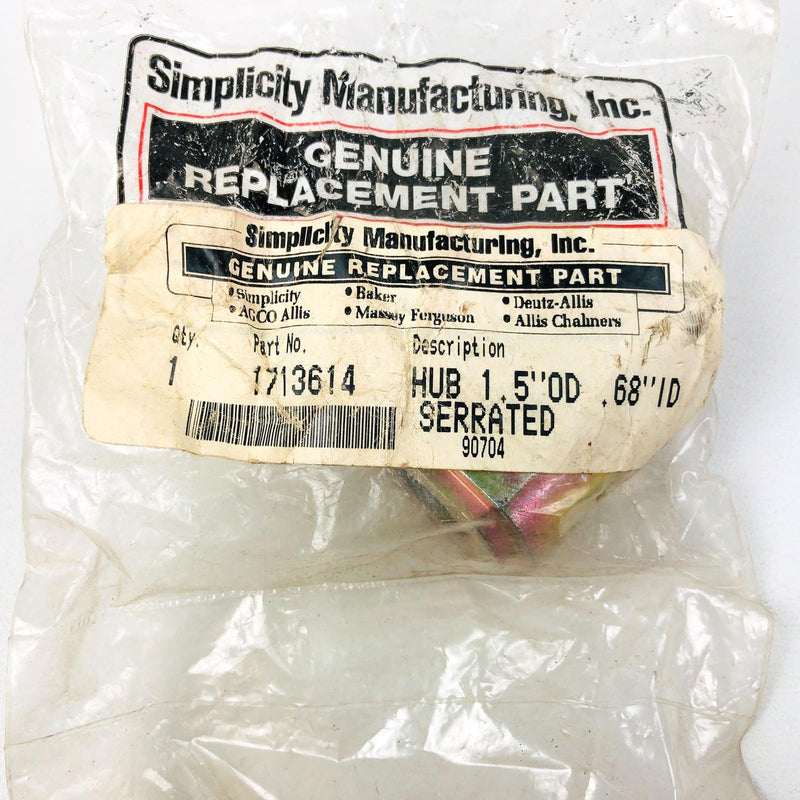 Simplicity Manufacturing, Inc.
GENUINE
REPLACEMENT PART
Simplicity Manufacturing, Inc.
GENUINE REPLACEMENT PART
• Simplicity • Baker • Deutz-Allis
• AGCO Allis • Massey Ferguson • Allis Chalmers
Qty. Part No. Description
1 1713614 HUB 1.5"OD .68"ID
SERRATED
90704